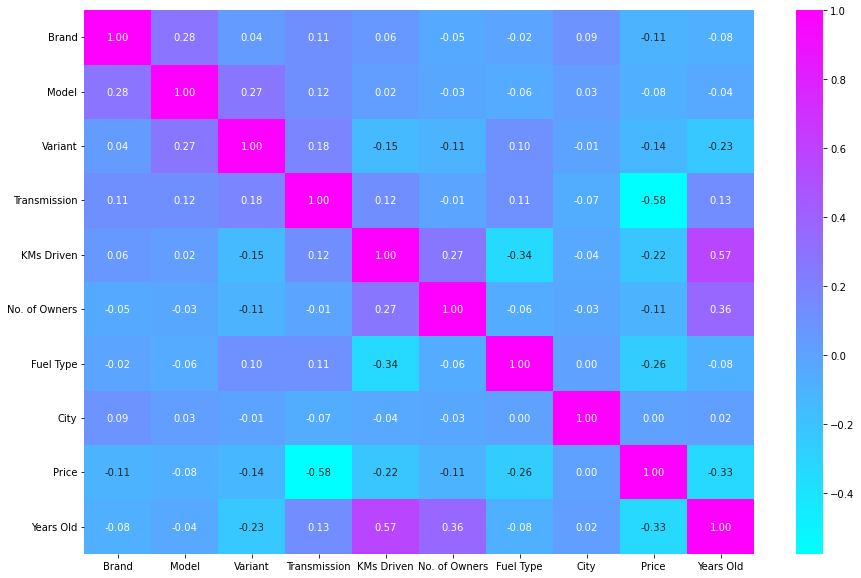 Brand 1.00 0.28 0.04 0.11 0.06 -0.05 -0.02 0.09 -0.11 -0.08
Model 0.28 1.00 0.27 0.12 0.02 -0.03 -0.06 0.03 -0.08 -0.04
Variant 0.04 0.27 1.00 0.18 -0.15 -0.11 0.10 -0.01 -0.14 -0.23
Transmission 0.11 0.12 0.18 1.00 0.12 -0.01 0.11 -0.07 -0.58 0.13
KMs Driven 0.06 0.02 -0.15 0.12 1.00 0.27 -0.34 -0.04 -0.22 0.57
No. of Owners -0.05 -0.03 -0.11 -0.01 0.27 1.00 -0.06 -0.03 -0.11 0.36
Fuel Type -0.02 -0.06 0.10 0.11 -0.34 -0.06 1.00 0.00 -0.26 -0.08
City 0.09 0.03 -0.01 -0.07 -0.04 -0.03 0.00 1.00 0.00 0.02
Price -0.11 -0.08 -0.14 -0.58 -0.22 -0.11 -0.26 0.00 1.00 -0.33
Years Old -0.08 -0.04 -0.23 0.13 0.57 0.36 -0.08 0.02 -0.33 1.00
Brand Model Variant Transmission KMs Driven No. of Owners Fuel Type City Price Years Old
1.0
0.8
0.6
0.4
0.2
0.0
−0.2
−0.4